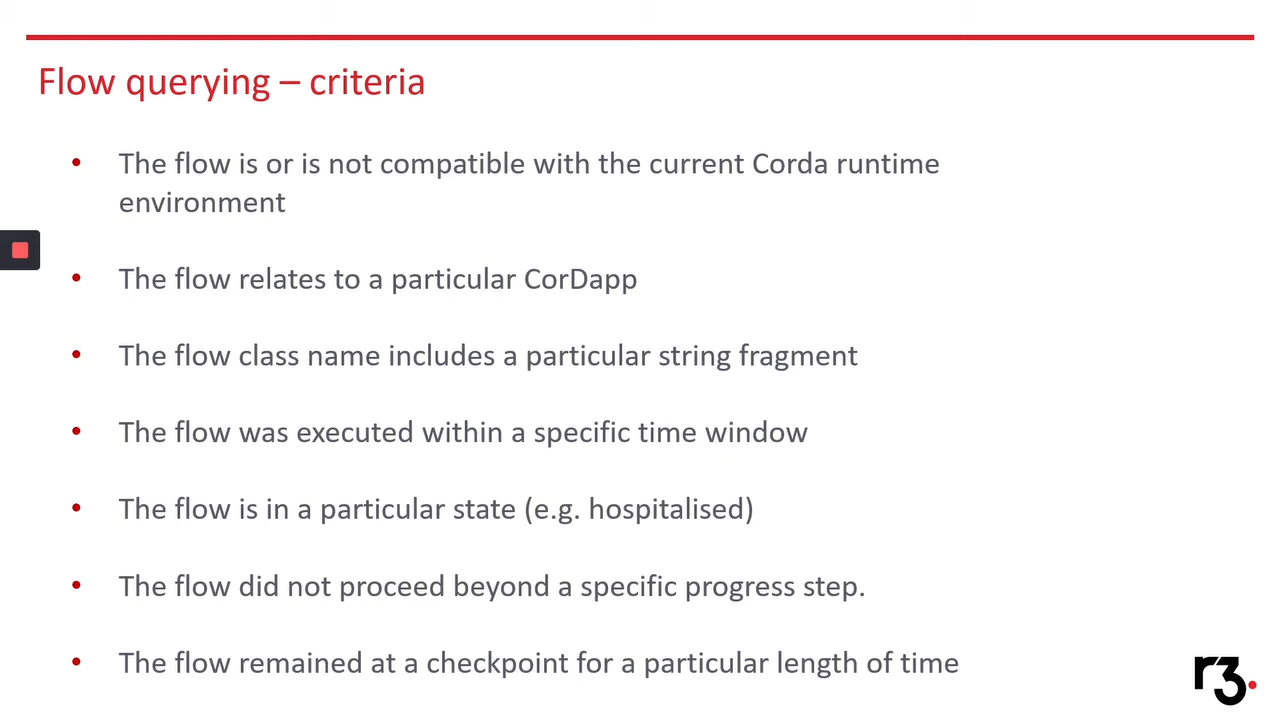 Flow querying – criteria
• The flow is or is not compatible with the current Corda runtime
environment
• The flow relates to a particular CorDapp
• The flow class name includes a particular string fragment
• The flow was executed within a specific time window
• The flow is in a particular state (e.g. hospitalised)
• The flow did not proceed beyond a specific progress step.
• The flow remained at a checkpoint for a particular length of time
r3.